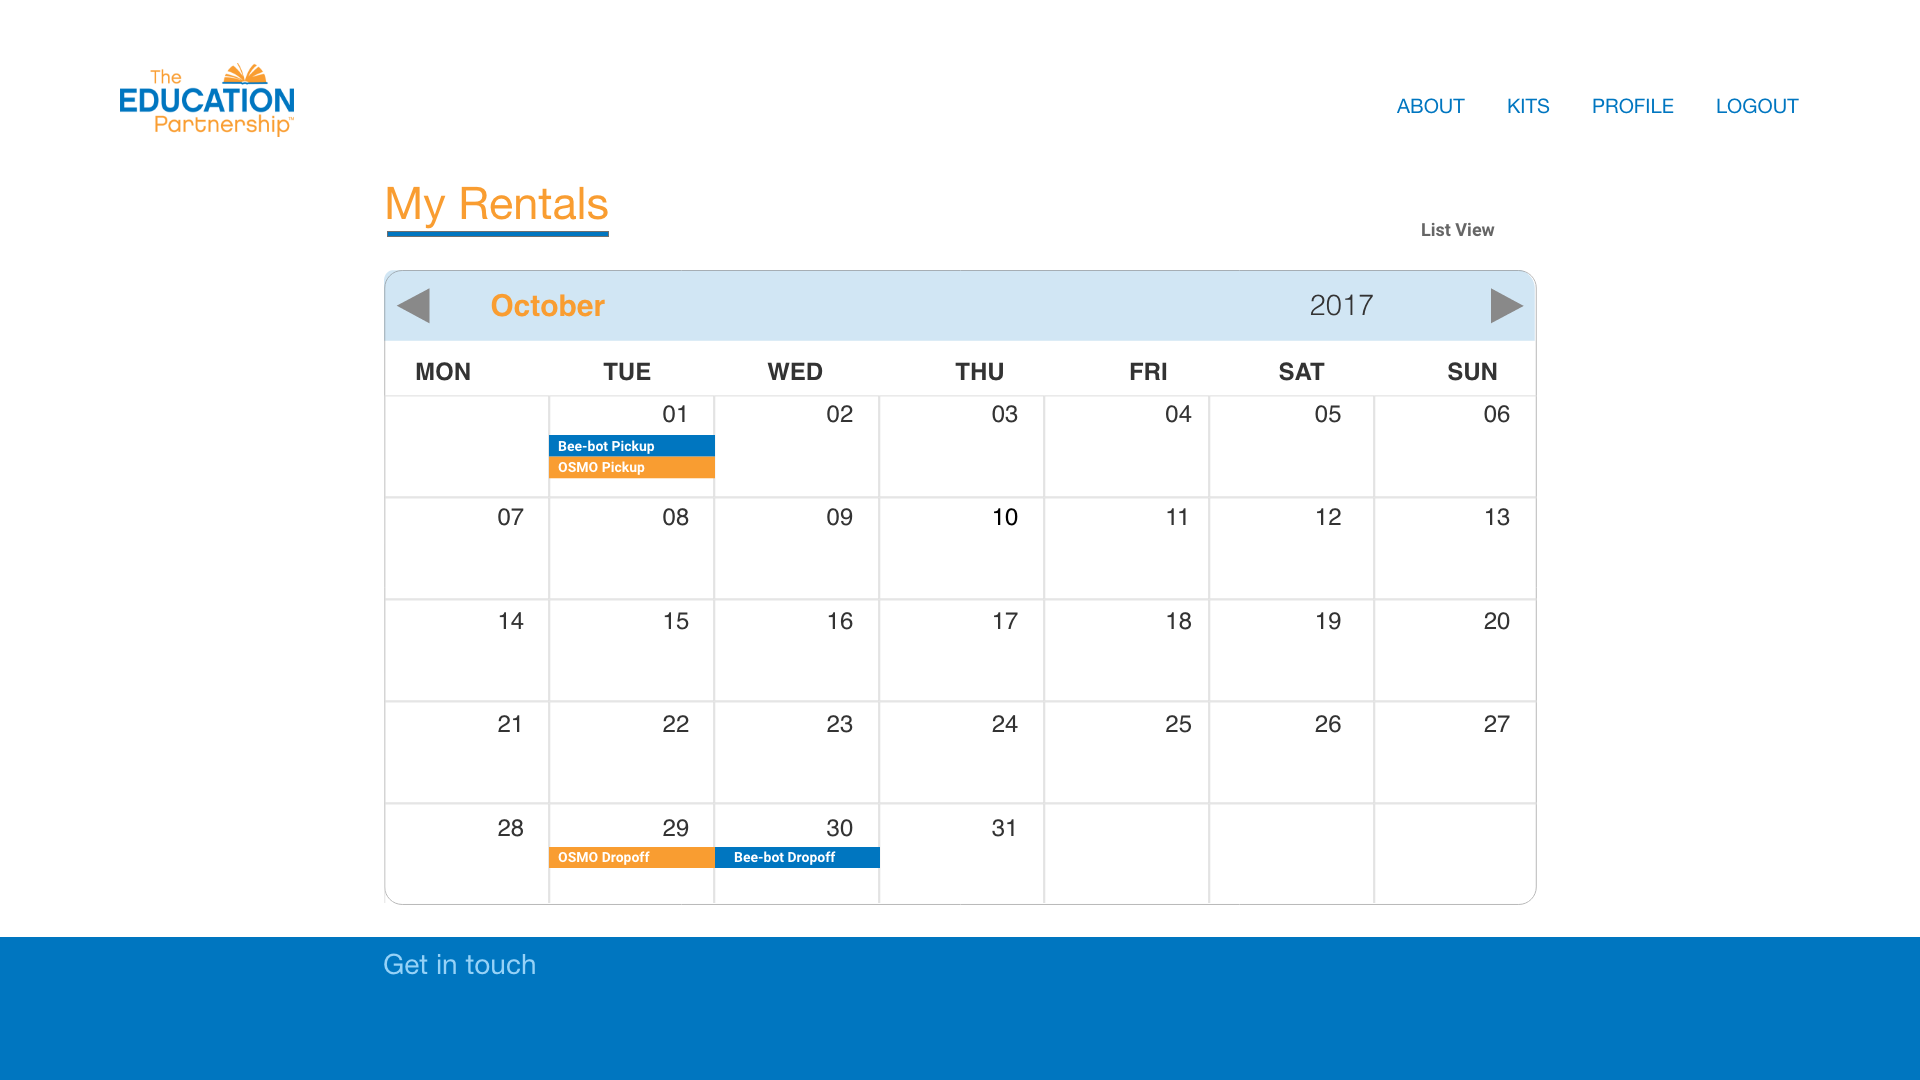 The
EDUCATION
Partnership™
ABOUT KITS PROFILE LOGOUT
My Rentals
List View
October 2017
MON TUE WED THU FRI SAT SUN
01 02 03 04 05 06
Bee-bot Pickup
OSMO Pickup
07 08 09 10 11 12 13
14 15 16 17 18 19 20
21 22 23 24 25 26 27
28 29 30 31
OSMO Dropoff Bee-bot Dropoff
Get in touch